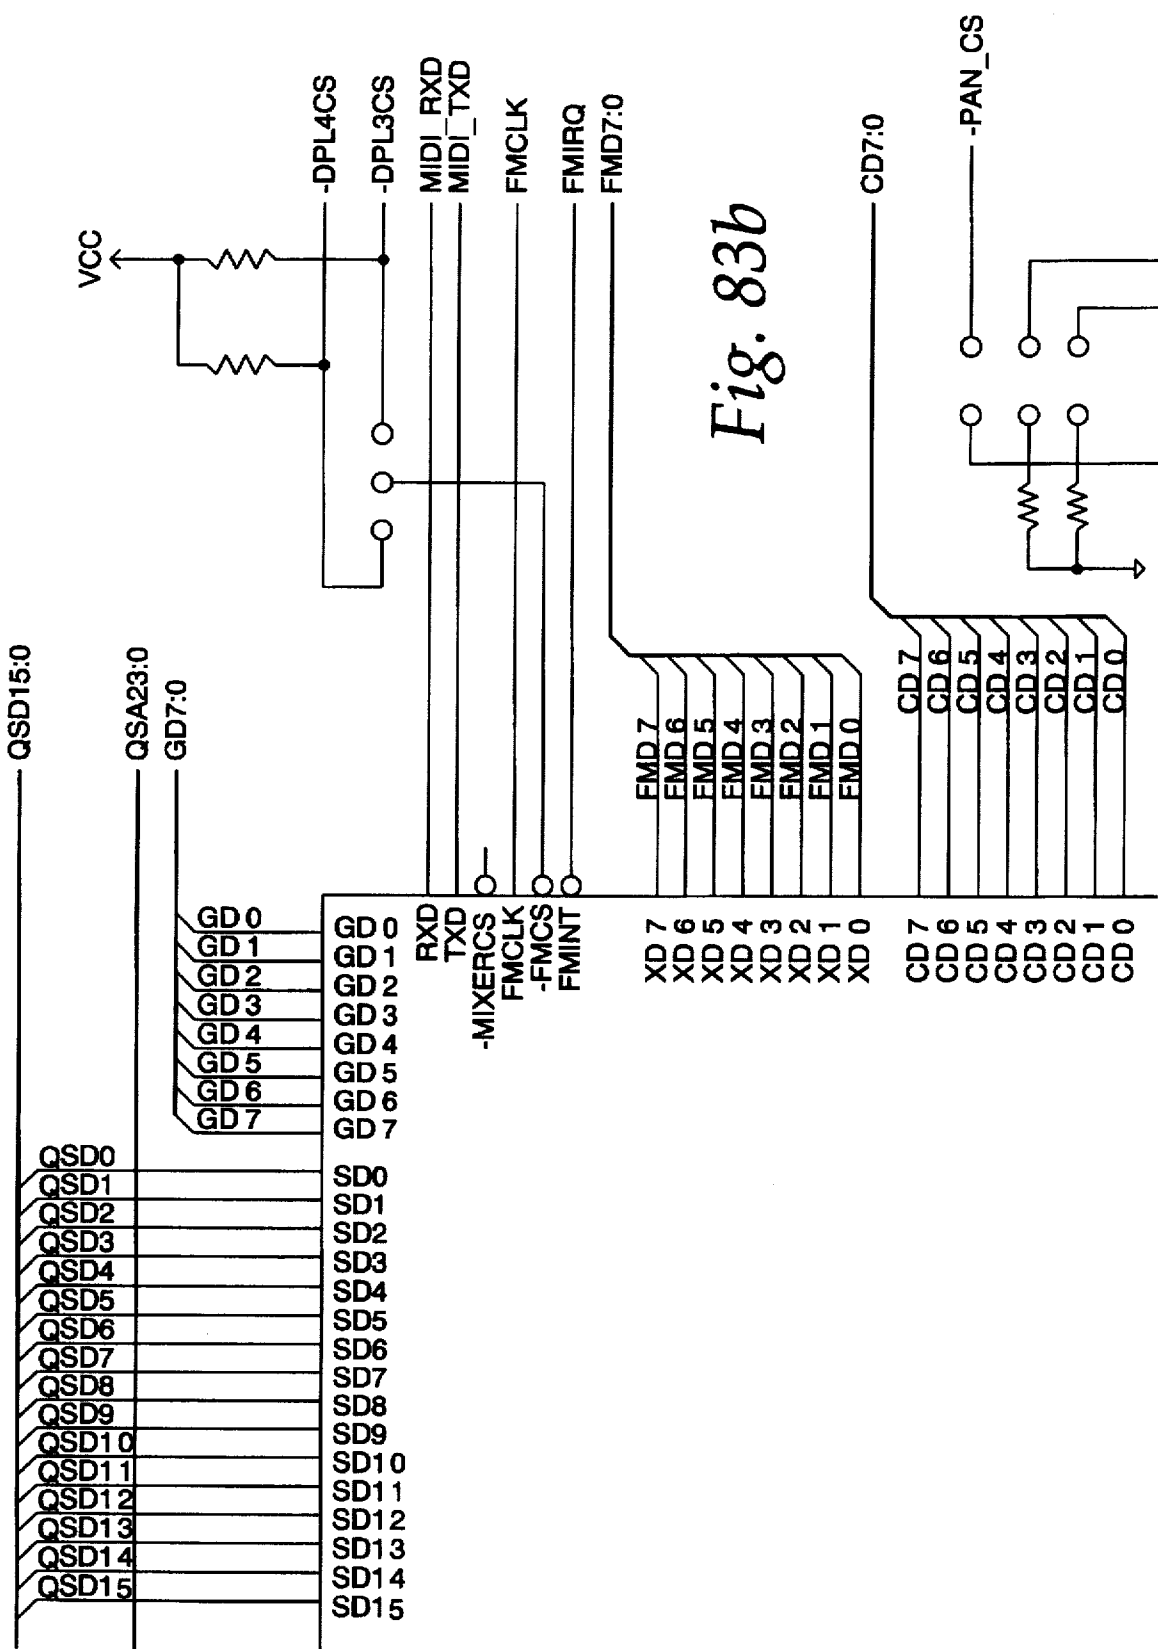 QSD15:0
QSA23:0
GD7:0
VCC
-DPL4CS
-DPL3CS
MIDI_RXD
MIDI_TXD
FMCLK
FMIRQ
FMD7:0
CD7:0
-PAN_CS
Fig. 83b
GD 0
GD 1
GD 2
GD 3
GD 4
GD 5
GD 6
GD 7
GD 0
GD 1
GD 2
GD 3
GD 4
GD 5
GD 6
GD 7
QSD0
QSD1
QSD2
QSD3
QSD4
QSD5
QSD6
QSD7
QSD8
QSD9
QSD10
QSD11
QSD12
QSD13
QSD14
QSD15
SD0
SD1
SD2
SD3
SD4
SD5
SD6
SD7
SD8
SD9
SD10
SD11
SD12
SD13
SD14
SD15
RXD
TXD
-MIXERCS
FMCLK
-FMCS
FMINT
FMD 7
FMD 6
FMD 5
FMD 4
FMD 3
FMD 2
FMD 1
FMD 0
XD 7
XD 6
XD 5
XD 4
XD 3
XD 2
XD 1
XD 0
CD 7
CD 6
CD 5
CD 4
CD 3
CD 2
CD 1
CD 0
CD 7
CD 6
CD 5
CD 4
CD 3
CD 2
CD 1
CD 0